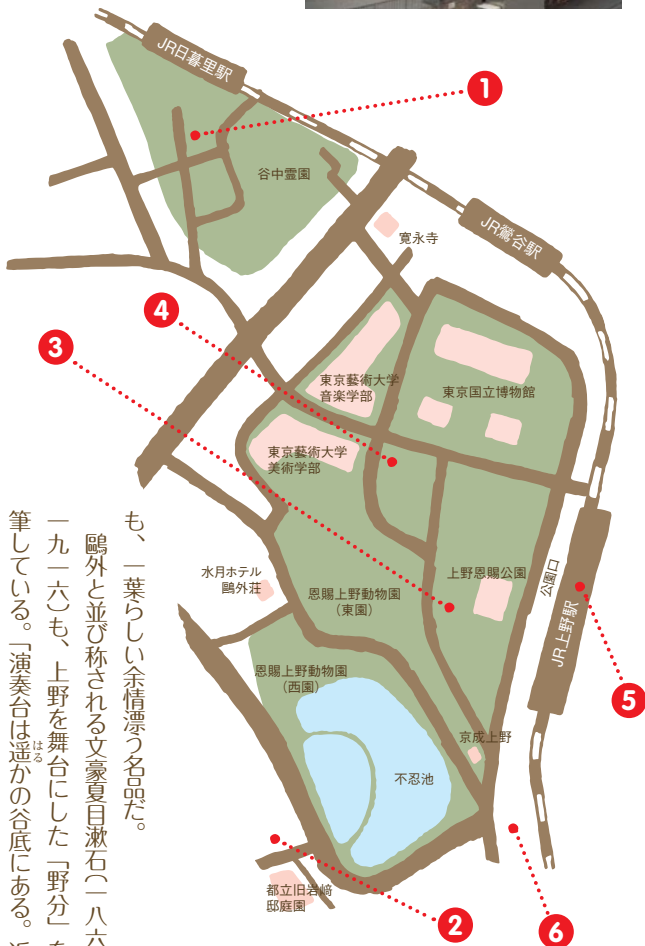 JR日暮里駅
1
谷中霊園
寛永寺
JR鶯谷駅
4
3
東京藝術大学
音楽学部
東京国立博物館
東京藝術大学
美術学部
水月ホテル
鷗外荘
恩賜上野動物園
(東園)
上野恩賜公園
公園口
JR上野駅
恩賜上野動物園
(西園)
5
京成上野
不忍池
都立旧岩﨑
邸庭園
2
6
も、一葉らしい余情漂う名品だ。
鷗外と並び称される文豪夏目漱石(一八六
一九一六)も、上野を舞台にした「野分」を
筆している。「演奏台は遥はるかの谷底にある。